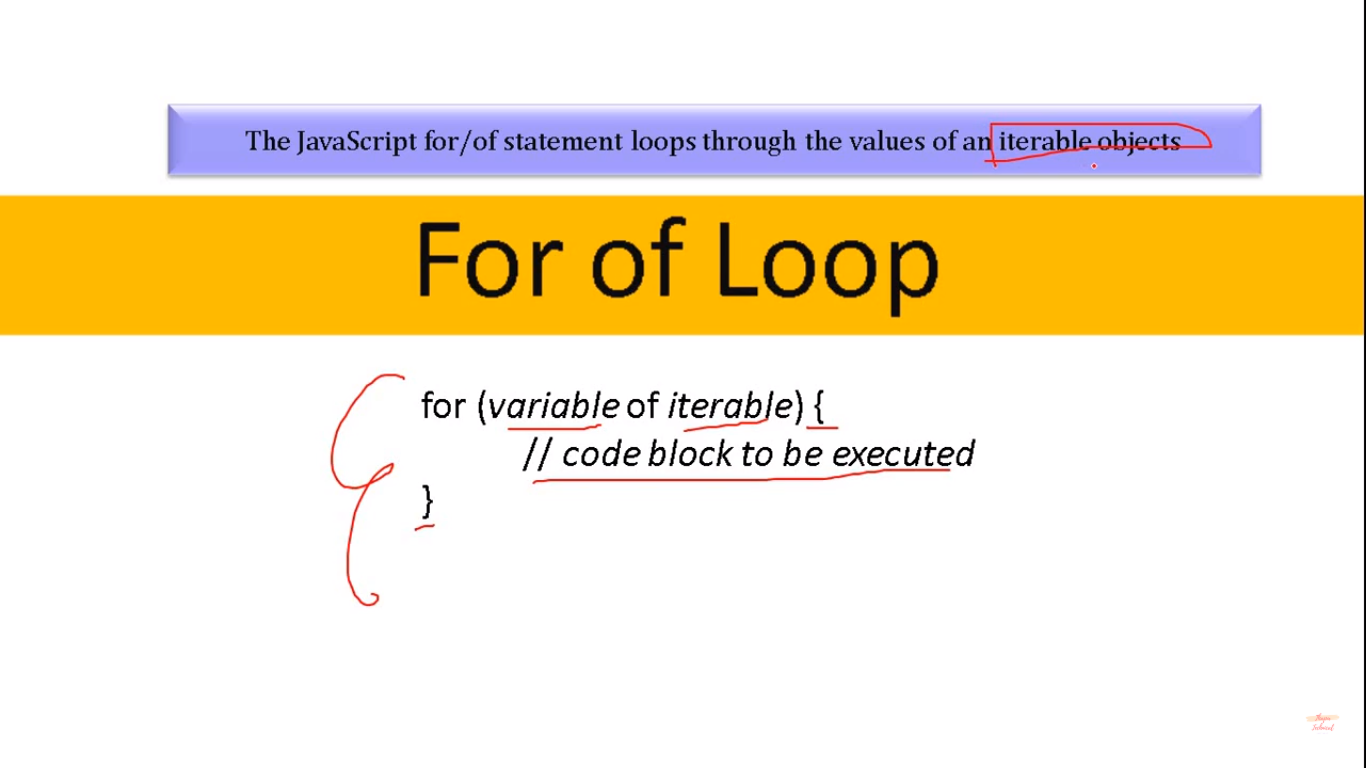 The JavaScript for/of statement loops through the values of an iterable objects
For of Loop
for (variable of iterable) {
// code block to be executed
}
Technical